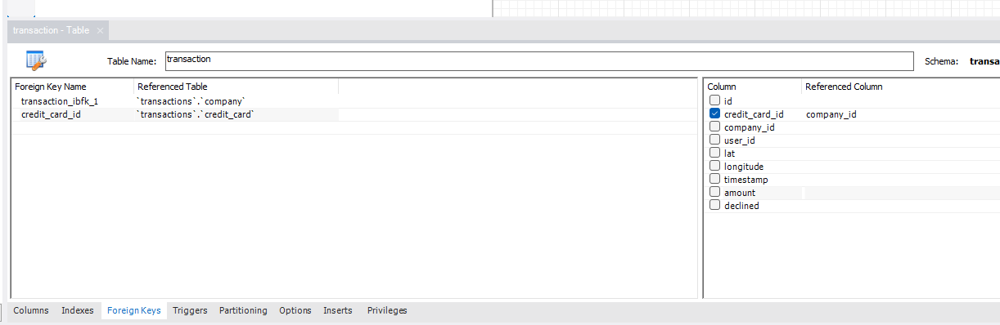 transaction - Table ×
Table Name: transaction Schema: transa
Foreign Key Name Referenced Table
transaction_ibfk_1 `transactions`.`company`
credit_card_id `transactions`.`credit_card`
Column Referenced Column
id
credit_card_id company_id
company_id
user_id
lat
longitude
timestamp
amount
declined
Columns Indexes Foreign Keys Triggers Partitioning Options Inserts Privileges